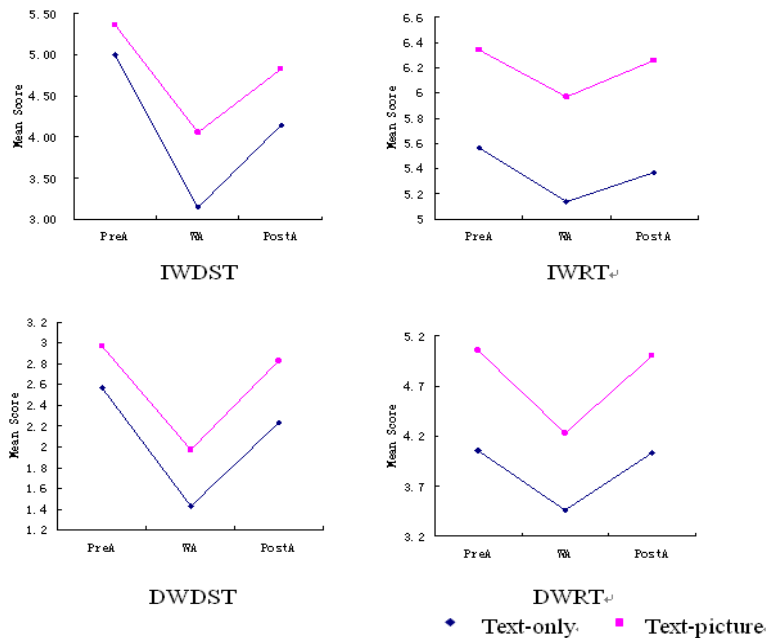 Mean Score
5.50
5.00
4.50
4.00
3.50
3.00
PreA WA PostA
IWDST
Mean Score
6.6
6.4
6.2
6
5.8
5.6
5.4
5.2
5
PreA WA PostA
IWRT↵
Mean Score
3.2
3
2.8
2.6
2.4
2.2
2
1.8
1.6
1.4
1.2
PreA WA PostA
DWDST
Mean Score
5.2
4.7
4.2
3.7
3.2
PreA WA PostA
DWRT↵
Text-only Text-picture